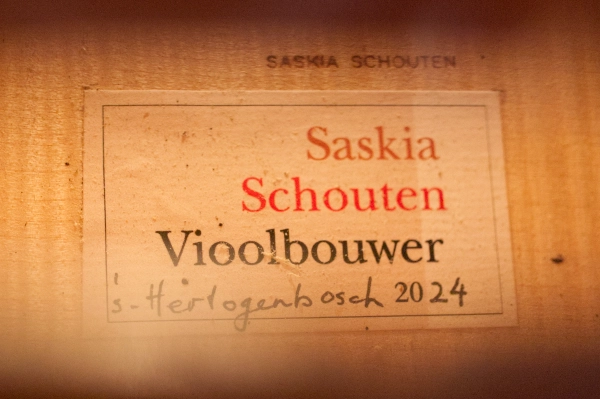 SASKIA SCHOUTEN
Saskia
Schouten
Vioolbouwer
's-Hertogenbosch 2024